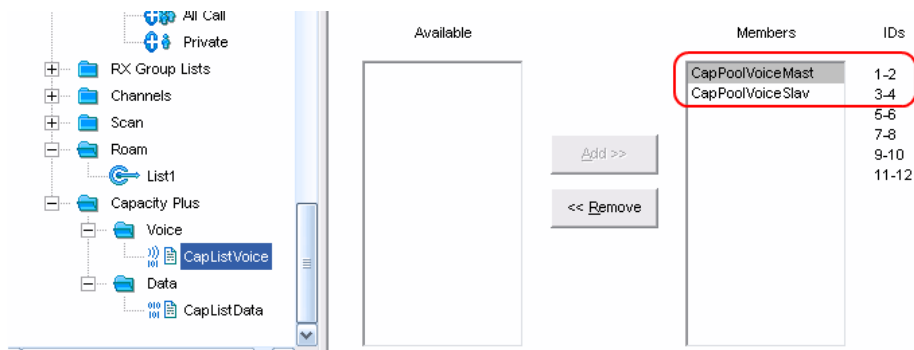 All Call
Private
RX Group Lists
Channels
Scan
Roam
List1
Capacity Plus
Voice
CapListVoice
Data
CapListData
Available
Add >>
<< Remove
Members
CapPoolVoiceMast
CapPoolVoiceSlav
IDs
1-2
3-4
5-6
7-8
9-10
11-12